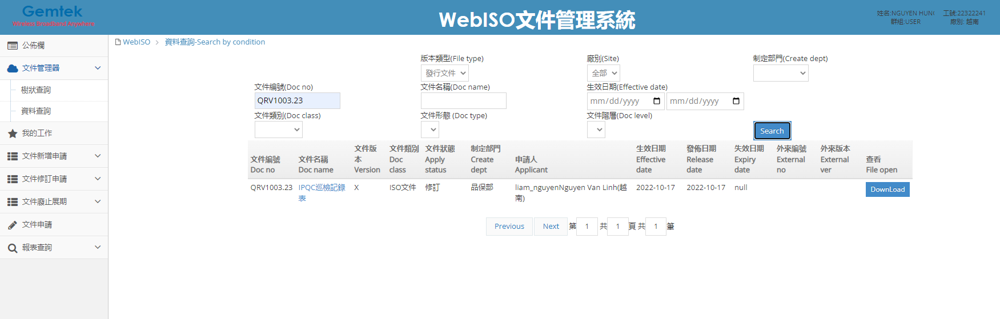 Gemtek
Wireless Broadband Anywhere
WebISO文件管理系統
姓名:NGUYEN HUNG
工號:22322241
群組:USER
廠別: 越南
公佈欄
文件管理器
樹狀查詢
資料查詢
我的工作
文件新增申請
文件修訂申請
文件廢止展期
文件申請
報表查詢
WebISO > 資料查詢-Search by condition
版本類型(File type)
廠別(Site)
制定部門(Create dept)
發行文件
全部
文件編號(Doc no)
文件名稱(Doc name)
生效日期(Effective date)
QRV1003.23
mm/dd/yyyy
mm/dd/yyyy
文件類別(Doc class)
文件形態 (Doc type)
文件階層(Doc level)
Search
文件編號
Doc no
文件名稱
Doc name
文件版
本
Version
文件類別
Doc
class
文件狀態
Apply
status
制定部門
Create
dept
申請人
Applicant
生效日期
Effective
date
發佈日期
Release
date
失效日期
Expiry
date
外來編號
External
no
外來版本
External
ver
查看
File open
QRV1003.23
IPQC巡檢記錄
表
X
ISO文件
修訂
品保部
liam_nguyenNguyen Van Linh(越
南)
2022-10-17
2022-10-17
null
DownLoad
Previous Next 第 1 共 1 頁 共 1 筆